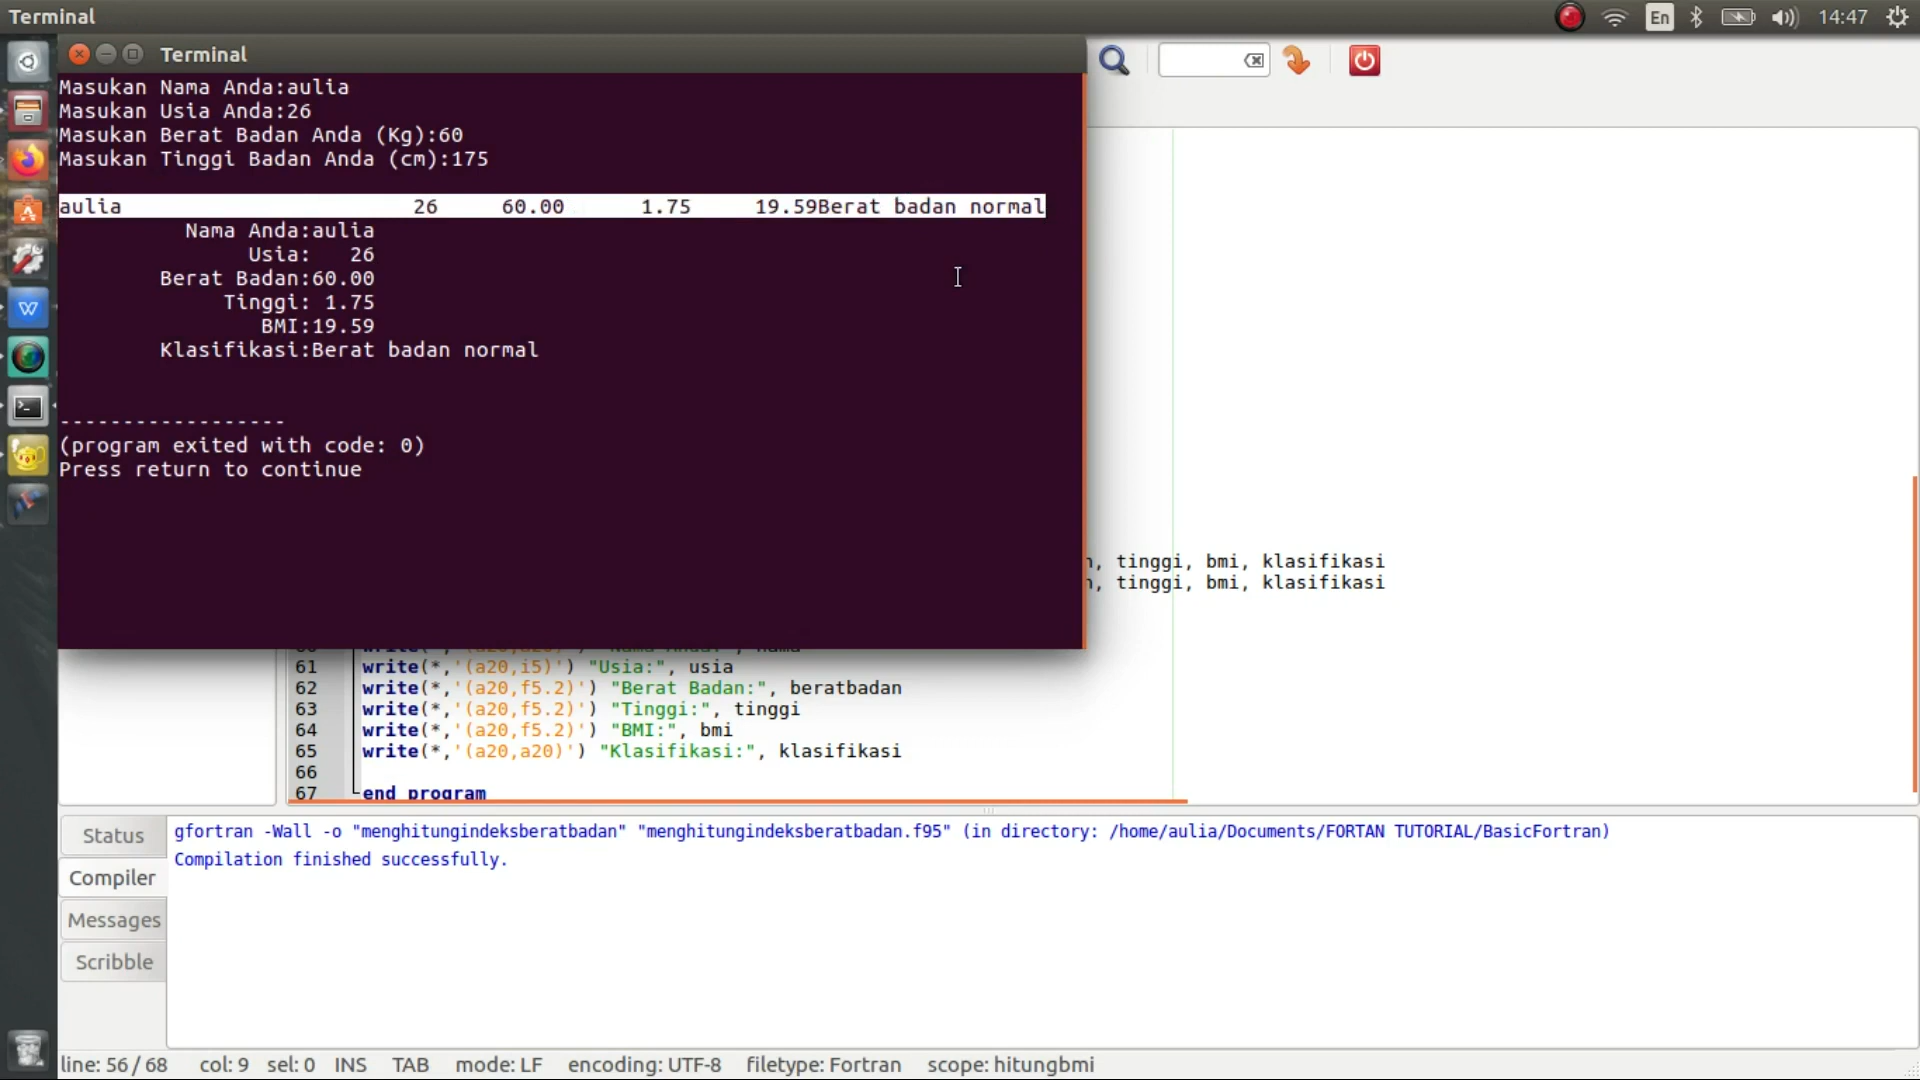 Terminal
En
14:47
Terminal
Masukan Nama Anda:aulia
Masukan Usia Anda:26
Masukan Berat Badan Anda (Kg):60
Masukan Tinggi Badan Anda (cm):175
aulia 26 60.00 1.75 19.59Berat badan normal
Nama Anda:aulia
Usia: 26
Berat Badan:60.00
Tinggi: 1.75
BMI:19.59
Klasifikasi:Berat badan normal
------------------
(program exited with code: 0)
Press return to continue
, tinggi, bmi, klasifikasi
, tinggi, bmi, klasifikasi
61 write(*,'(a20,i5)') "Usia:", usia
62 write(*,'(a20,f5.2)') "Berat Badan:", beratbadan
63 write(*,'(a20,f5.2)') "Tinggi:", tinggi
64 write(*,'(a20,f5.2)') "BMI:", bmi
65 write(*,'(a20,a20)') "Klasifikasi:", klasifikasi
66
67 end program
Status
Compiler
Messages
Scribble
gfortran -Wall -o "menghitungindeksberatbadan" "menghitungindeksberatbadan.f95" (in directory: /home/aulia/Documents/FORTAN TUTORIAL/BasicFortran)
Compilation finished successfully.
line: 56 / 68 col: 9 sel: 0 INS TAB mode: LF encoding: UTF-8 filetype: Fortran scope: hitungbmi